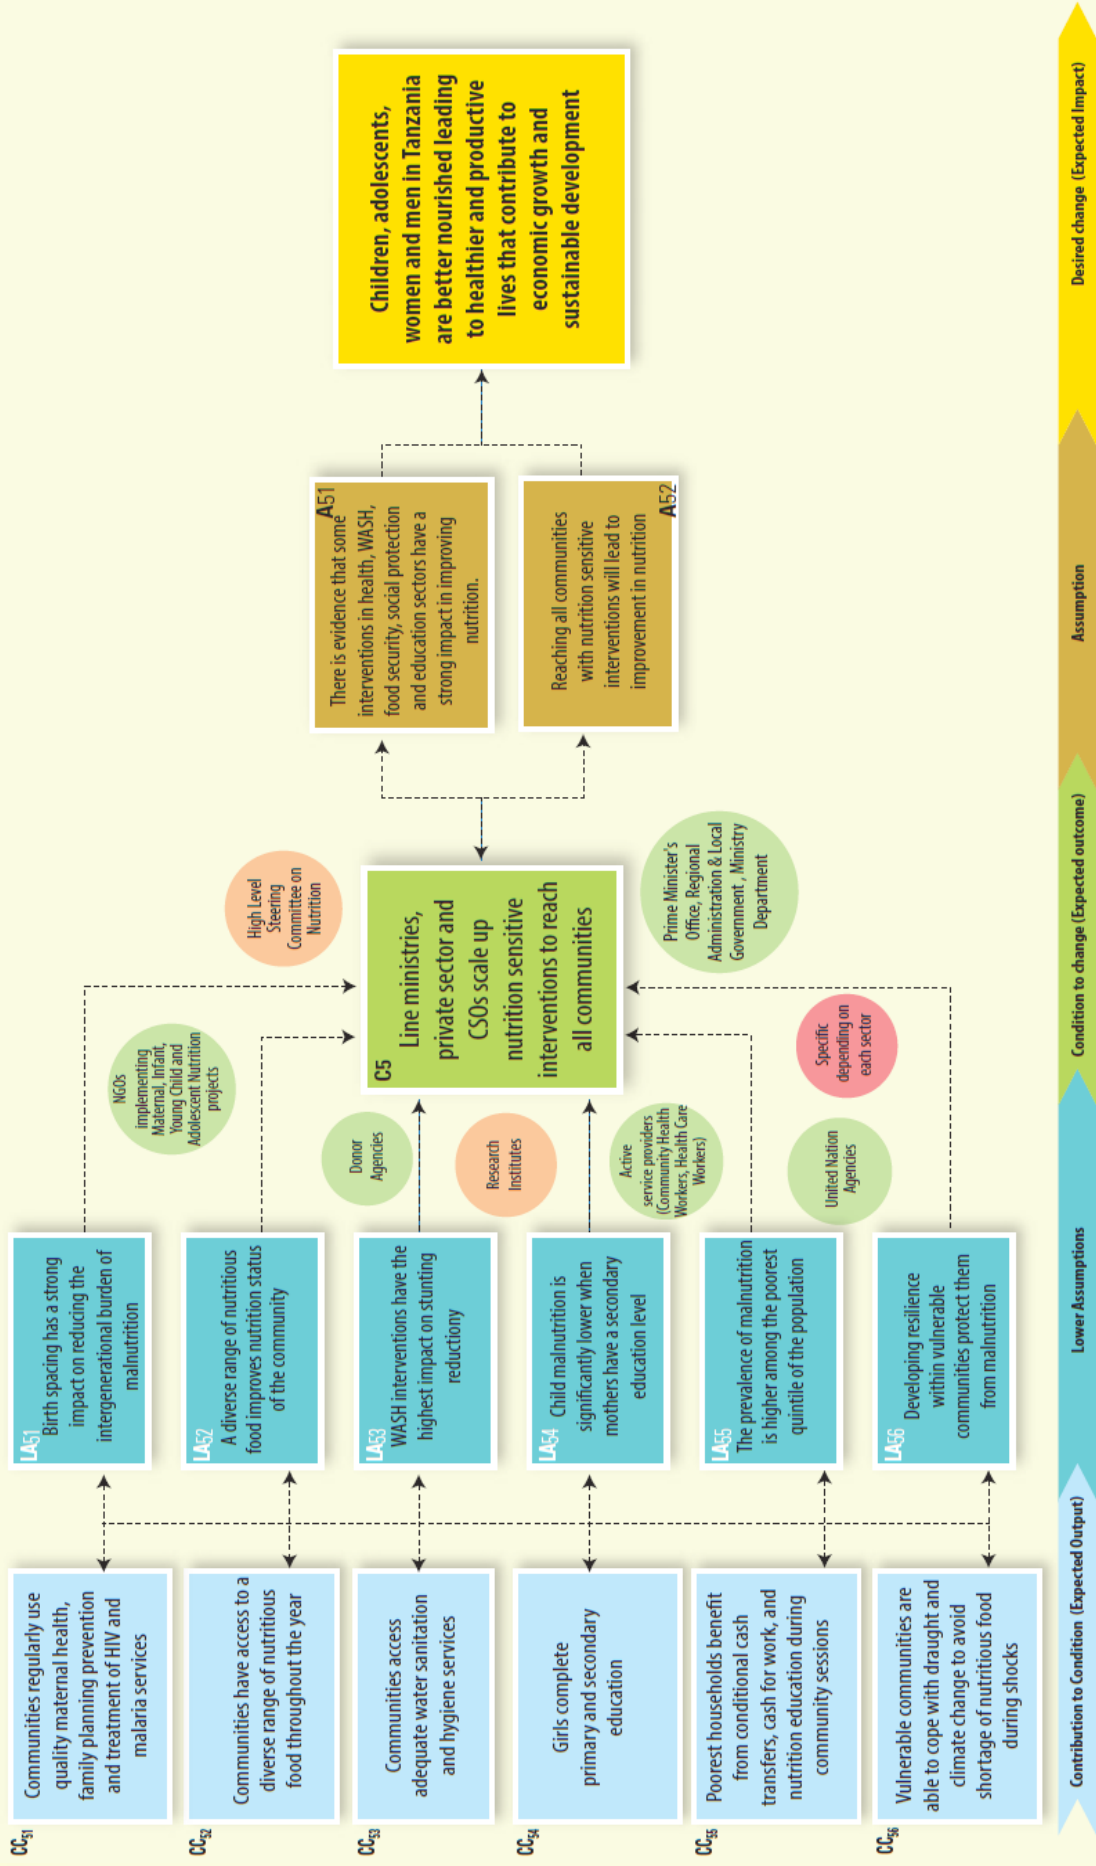 CC51
Communities regularly use
quality maternal health,
family planning prevention
and treatment of HIV and
malaria services
CC52
Communities have access to a
diverse range of nutritious
food throughout the year
CC53
Communities access
adequate water sanitation
and hygiene services
CC54
Girls complete
primary and secondary
education
CC55
Poorest households benefit
from conditional cash
transfers, cash for work, and
nutrition education during
community sessions
CC56
Vulnerable communities are
able to cope with draught and
climate change to avoid
shortage of nutritious food
during shocks
LA51
Birth spacing has a strong
impact on reducing the
intergenerational burden of
malnutrition
LA52
A diverse range of nutritious
food improves nutrition status
of the community
LA53
WASH interventions have the
highest impact on stunting
reductiony
LA54
Child malnutrition is
significantly lower when
mothers have a secondary
education level
LA55
The prevalence of malnutrition
is higher among the poorest
quintile of the population
LA56
Developing resilience
within vulnerable
communities protect them
from malnutrition
NGOs
implementing
Maternal, Infant,
Young Child and
Adolescent Nutrition
projects
Donor
Agencies
Research
Institutes
Active
service providers
(Community Health
Workers, Health Care
Workers)
United Nation
Agencies
Specific
depending on
each sector
High Level
Steering
Committee on
Nutrition
C5
Line ministries,
private sector and
CSOs scale up
nutrition sensitive
interventions to reach
all communities
Prime Minister's
Office, Regional
Administration & Local
Government , Ministry
Department
A51
There is evidence that some
interventions in health, WASH,
food security, social protection
and education sectors have a
strong impact in improving
nutrition.
Reaching all communities
with nutrition sensitive
interventions will lead to
improvement in nutrition
A52
Children, adolescents,
women and men in Tanzania
are better nourished leading
to healthier and productive
lives that contribute to
economic growth and
sustainable development
Contribution to Condition (Expected Output)
Lower Assumptions
Condition to change (Expected outcome)
Assumption
Desired change (Expected Impact)